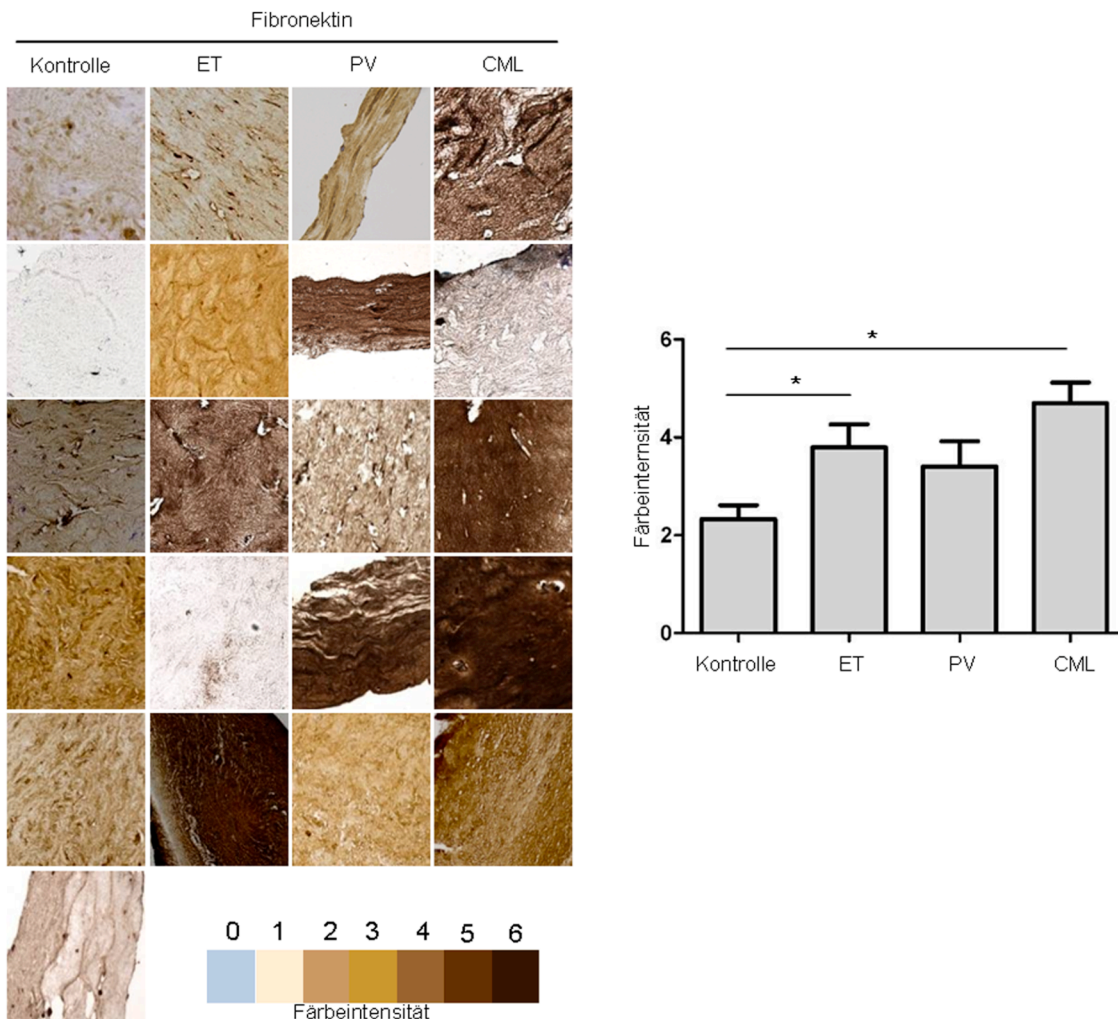 Fibronektin
Kontrolle ET PV CML
0 1 2 3 4 5 6
Färbeintensität
6
4
2
0
Färbeinternsität
*
*
Kontrolle ET PV CML